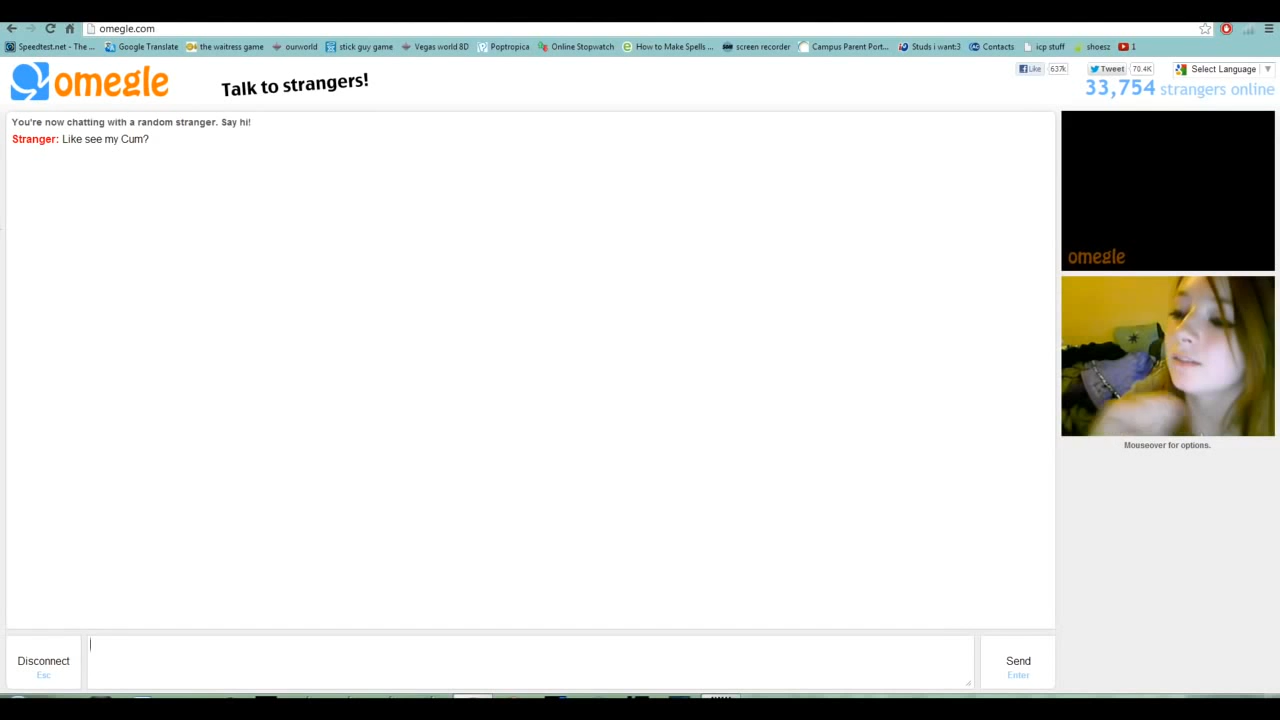 omegle.com
Speedtest.net - The ... Google Translate the waitress game ourworld stick guy game Vegas world 8D Poptropica Online Stopwatch How to Make Spells ... screen recorder Campus Parent Port... Studs i want:3 Contacts icp stuff shoesz 1
omegle Talk to strangers! Like 637k Tweet 70.4K Select Language
33,754 strangers online
You're now chatting with a random stranger. Say hi!
Stranger: Like see my Cum?
omegle
Mouseover for options.
Disconnect Send
Esc Enter